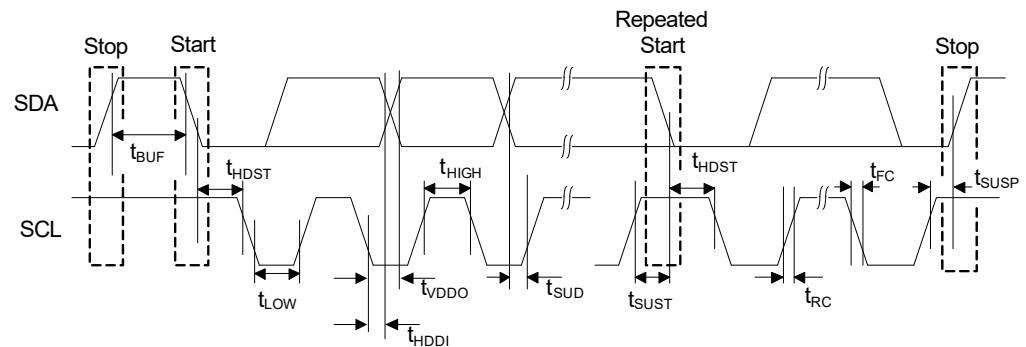 Repeated
Stop Start Start Stop
SDA
tBUF
tHDST tHIGH tHDST tFC tSUSP
SCL
tLOW tVDDO tSUD tSUST tRC
tHDDI